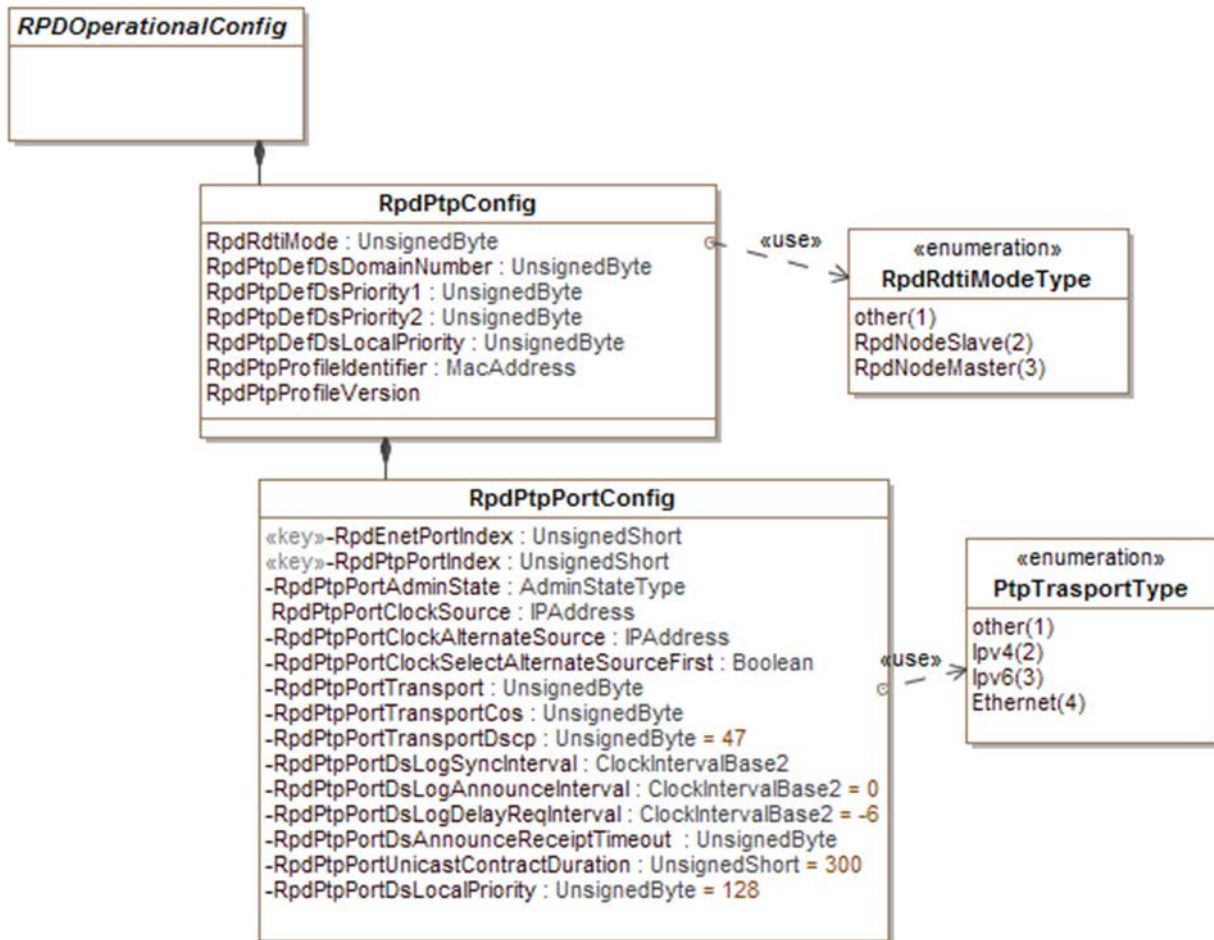 RPDOperationalConfig
RpdPtpConfig
RpdRdtiMode : UnsignedByte
RpdPtpDefDsDomainNumber : UnsignedByte
RpdPtpDefDsPriority1 : UnsignedByte
RpdPtpDefDsPriority2 : UnsignedByte
RpdPtpDefDsLocalPriority : UnsignedByte
RpdPtpProfileIdentifier : MacAddress
RpdPtpProfileVersion
«use»
«enumeration»
RpdRdtiModeType
other(1)
RpdNodeSlave(2)
RpdNodeMaster(3)
RpdPtpPortConfig
«key»-RpdEnetPortIndex : UnsignedShort
«key»-RpdPtpPortIndex : UnsignedShort
-RpdPtpPortAdminState : AdminStateType
RpdPtpPortClockSource : IPAddress
-RpdPtpPortClockAlternateSource : IPAddress
-RpdPtpPortClockSelectAlternateSourceFirst : Boolean
-RpdPtpPortTransport : UnsignedByte
-RpdPtpPortTransportCos : UnsignedByte
-RpdPtpPortTransportDscp : UnsignedByte = 47
-RpdPtpPortDsLogSyncInterval : ClockIntervalBase2
-RpdPtpPortDsLogAnnounceInterval : ClockIntervalBase2 = 0
-RpdPtpPortDsLogDelayReqInterval : ClockIntervalBase2 = -6
-RpdPtpPortDsAnnounceReceiptTimeout : UnsignedByte
-RpdPtpPortUnicastContractDuration : UnsignedShort = 300
-RpdPtpPortDsLocalPriority : UnsignedByte = 128
«use»
«enumeration»
PtpTrasportType
other(1)
Ipv4(2)
Ipv6(3)
Ethernet(4)